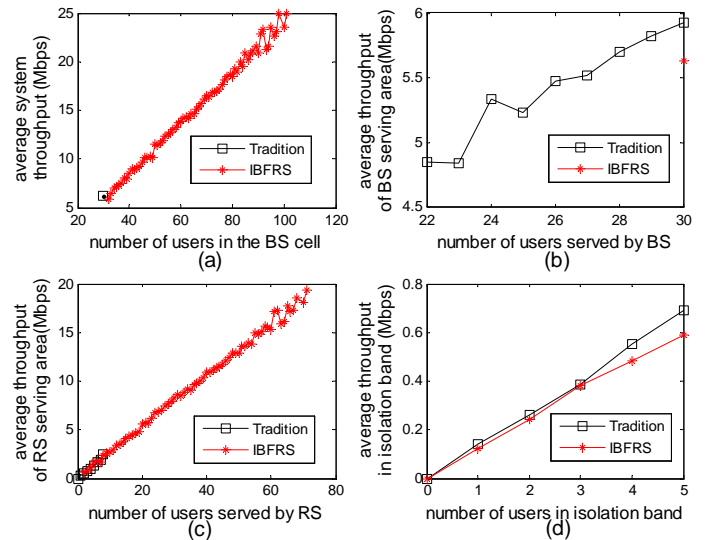 25
20
15
10
5
20
40
60
80
100
120
average system
throughput (Mbps)
Tradition
IBFRS
number of users in the BS cell
(a)
6
5.5
5
4.5
22
24
26
28
30
average throughput
of BS serving area(Mbps)
Tradition
IBFRS
number of users served by BS
(b)
20
15
10
5
0
0
20
40
60
80
average throughput
of RS serving area(Mbps)
Tradition
IBFRS
number of users served by RS
(c)
0.8
0.6
0.4
0.2
0
0
1
2
3
4
5
average throughput
in isolation band (Mbps)
Tradition
IBFRS
number of users in isolation band
(d)